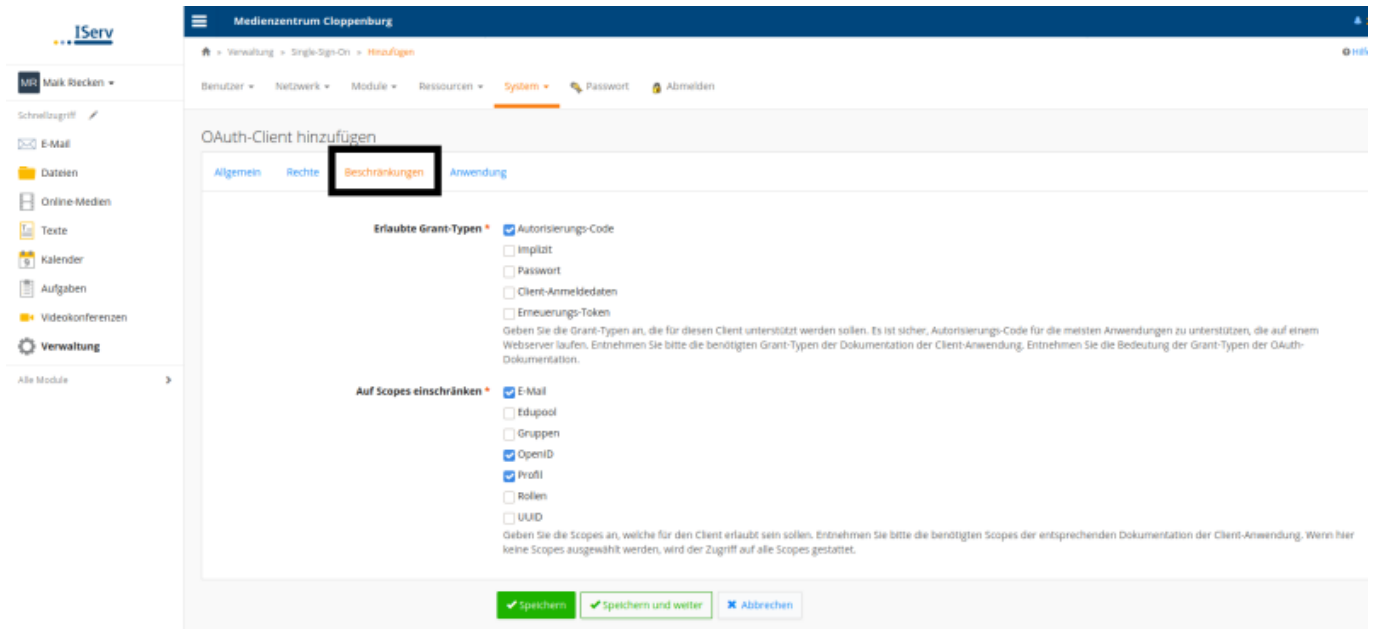 IServ
Medienzentrum Cloppenburg
» Verwaltung » Single-Sign-On » Hinzufügen
MR Maik Riecken
Benutzer Netzwerk Module Ressourcen System Passwort Abmelden
Schnellzugriff
E-Mail
Dateien
Online-Medien
Texte
Kalender
Aufgaben
Videokonferenzen
Verwaltung
Alle Module
OAuth-Client hinzufügen
Allgemein Rechte Beschränkungen Anwendung
Erlaubte Grant-Typen * Autorisierungs-Code
Implizit
Passwort
Client-Anmeldedaten
Erneuerungs-Token
Geben Sie die Grant-Typen an, die für diesen Client unterstützt werden sollen. Es ist sicher, Autorisierungs-Code für die meisten Anwendungen zu unterstützen, die auf einem
Webserver laufen. Entnehmen Sie bitte die benötigten Grant-Typen der Dokumentation der Client-Anwendung. Entnehmen Sie die Bedeutung der Grant-Typen der OAuth-
Dokumentation.
Auf Scopes einschränken * E-Mail
Edupool
Gruppen
OpenID
Profil
Rollen
UUID
Geben Sie die Scopes an, welche für den Client erlaubt sein sollen. Entnehmen Sie bitte die benötigten Scopes der entsprechenden Dokumentation der Client-Anwendung. Wenn hier
keine Scopes ausgewählt werden, wird der Zugriff auf alle Scopes gestattet.
Speichern Speichern und weiter Abbrechen